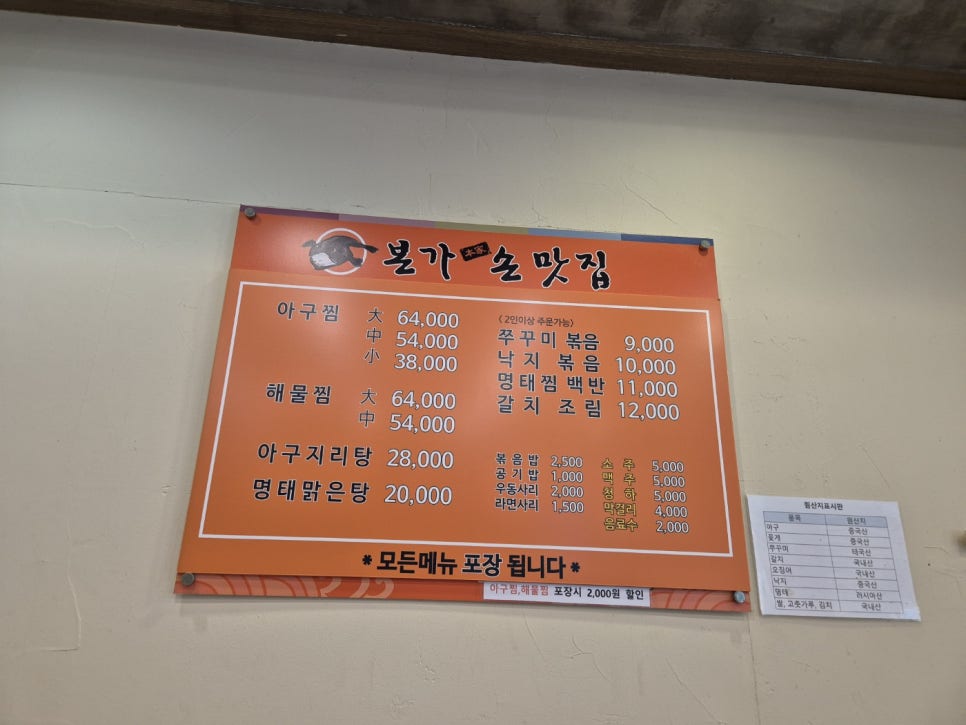 본가 本家 손맛집
아구찜 大 64,000
中 54,000
小 38,000
해물찜 大 64,000
中 54,000
아구지리탕 28,000
명태맑은탕 20,000
( 2인이상 주문가능)
쭈꾸미 볶음 9,000
낙지 볶음 10,000
명태찜 백반 11,000
갈치 조림 12,000
볶음밥 2,500
공기밥 1,000
우동사리 2,000
라면사리 1,500
소주 5,000
맥주 5,000
청하 5,000
막걸리 4,000
음료수 2,000
* 모든메뉴 포장 됩니다 *
아구찜,해물찜 포장시 2,000원 할인
원산지표시판
품목 원산지
아구 중국산
꽃게 중국산
쭈꾸미 태국산
갈치 국내산
오징어 국내산
낙지 중국산
명태 러시아산
쌀, 고춧가루, 김치 국내산